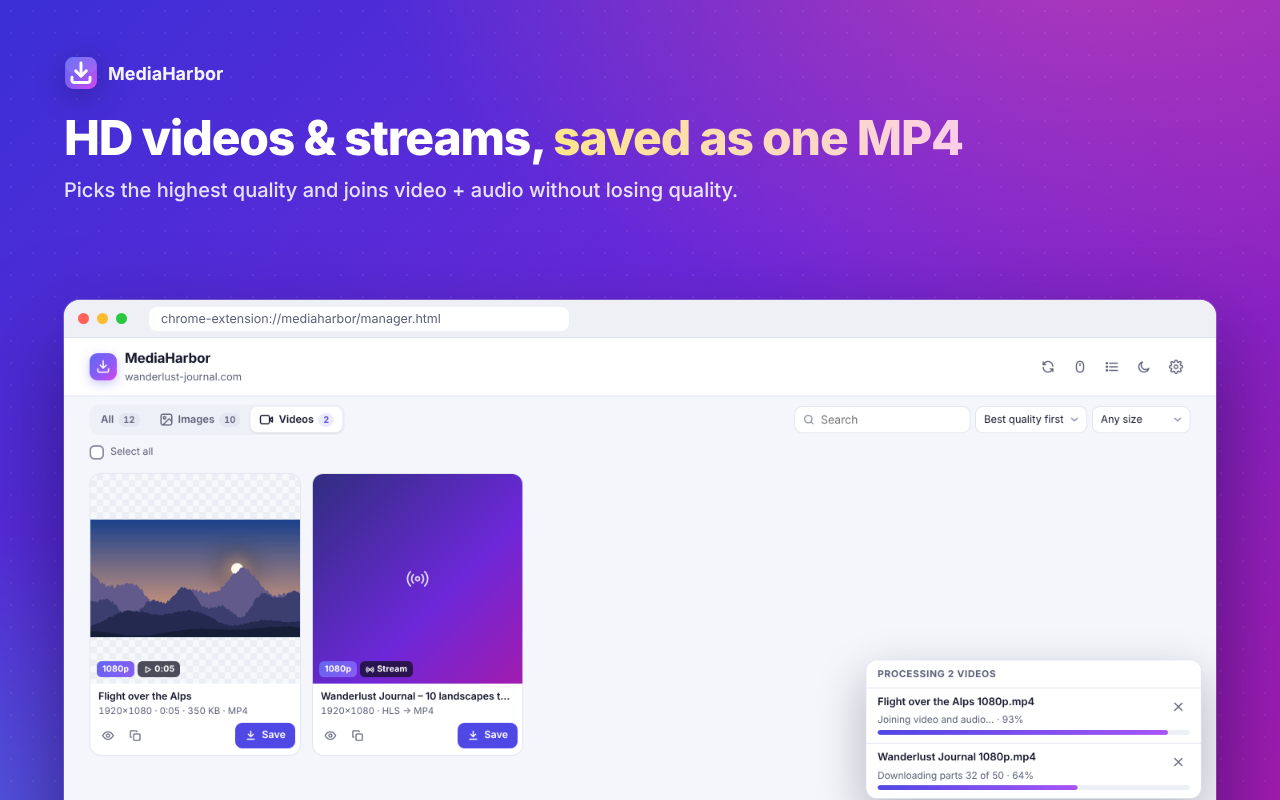 MediaHarbor
HD videos & streams, saved as one MP4
Picks the highest quality and joins video + audio without losing quality.
chrome-extension://mediaharbor/manager.html
MediaHarbor
wanderlust-journal.com
All 12 Images 10 Videos 2
Search Best quality first Any size
Select all
1080p 0:05
Flight over the Alps
1920×1080 · 0:05 · 350 KB · MP4
Save
1080p Stream
Wanderlust Journal – 10 landscapes t...
1920×1080 · HLS → MP4
Save
PROCESSING 2 VIDEOS
Flight over the Alps 1080p.mp4
Joining video and audio... · 93%
Wanderlust Journal 1080p.mp4
Downloading parts 32 of 50 · 64%